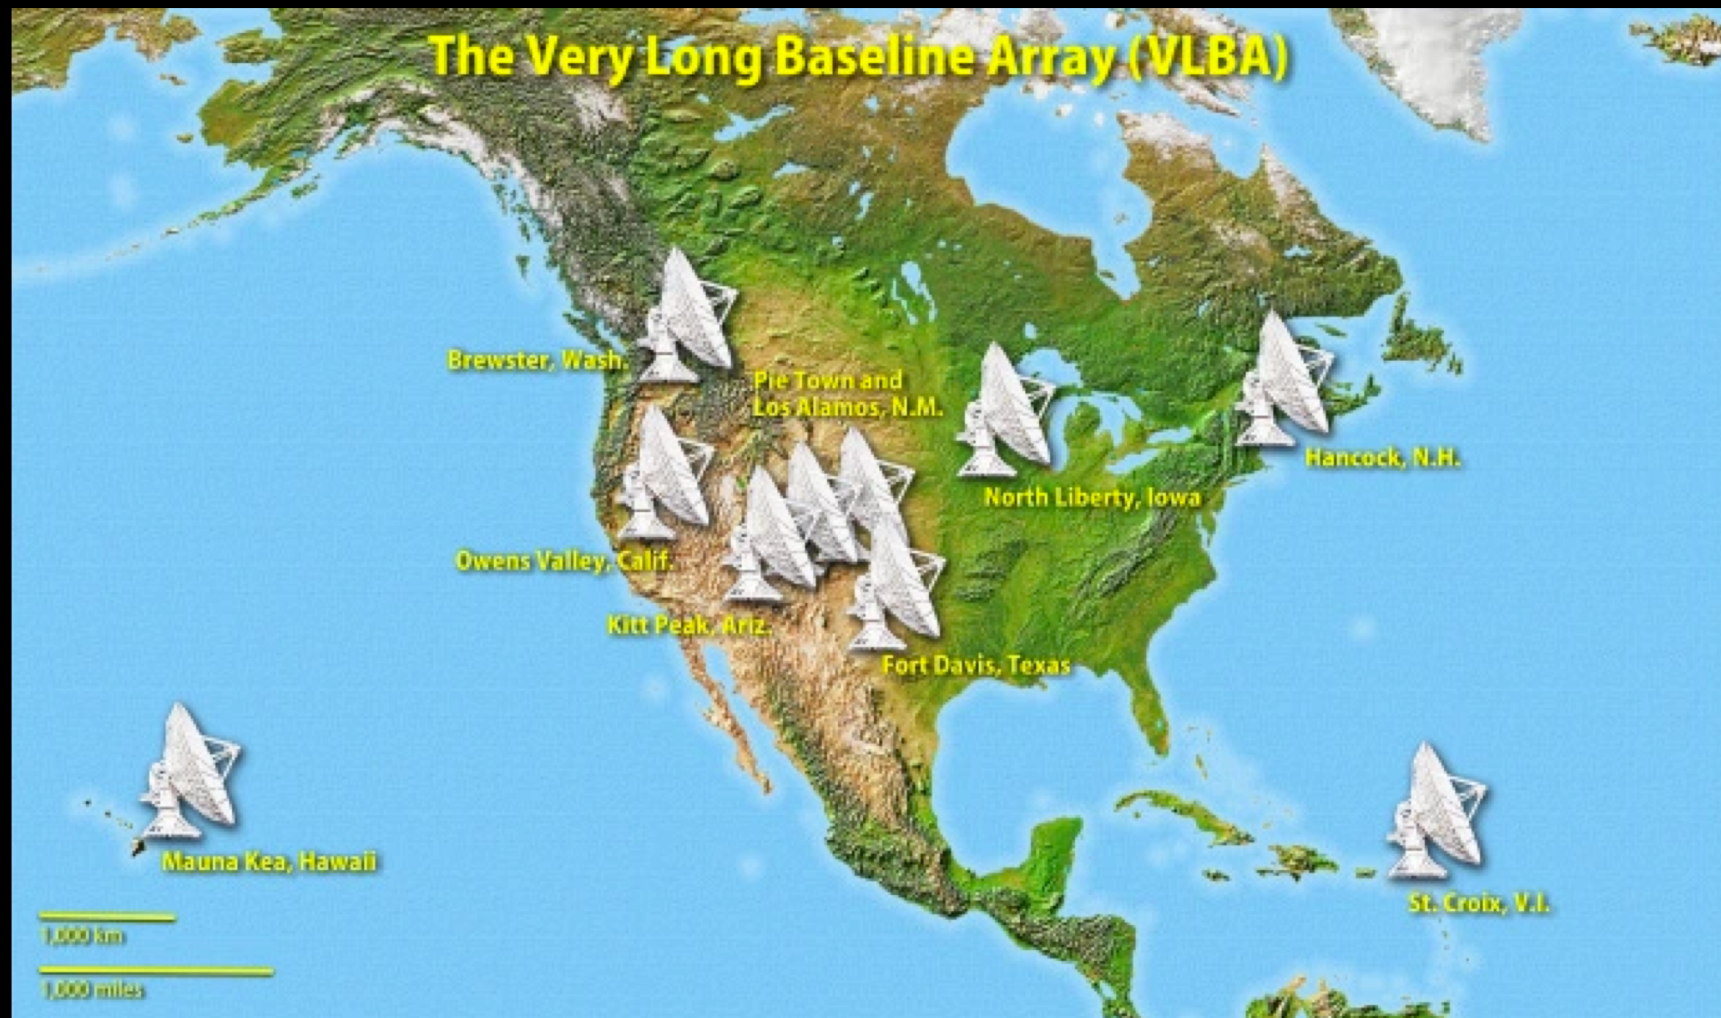 The Very Long Baseline Array (VLBA)
Brewster, Wash.
Pie Town and
Los Alamos, N.M.
Hancock, N.H.
North Liberty, Iowa
Owens Valley, Calif.
Kitt Peak, Ariz.
Fort Davis, Texas
Mauna Kea, Hawaii
St. Croix, V.I.
1,000 km
1,000 miles